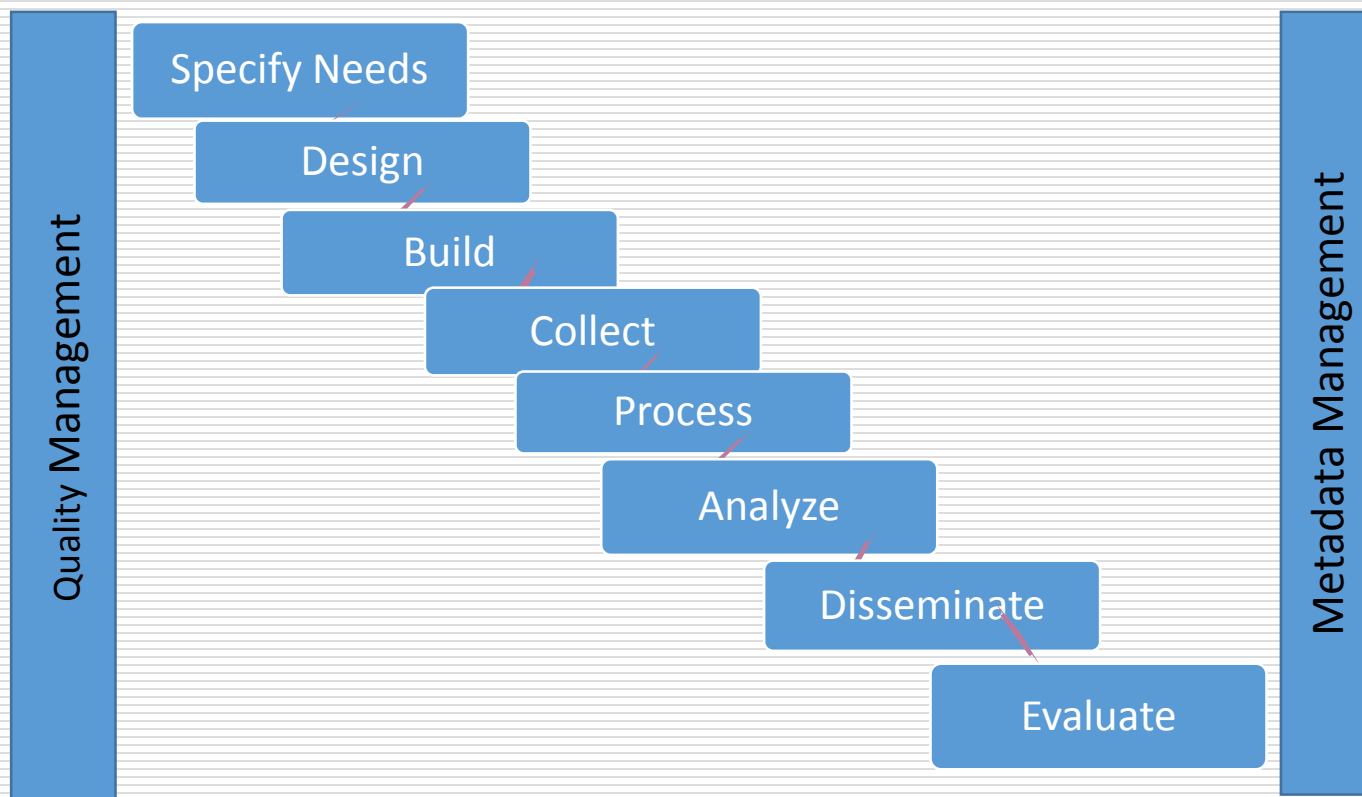 Quality Management
Specify Needs
Design
Build
Collect
Process
Analyze
Disseminate
Evaluate
Metadata Management